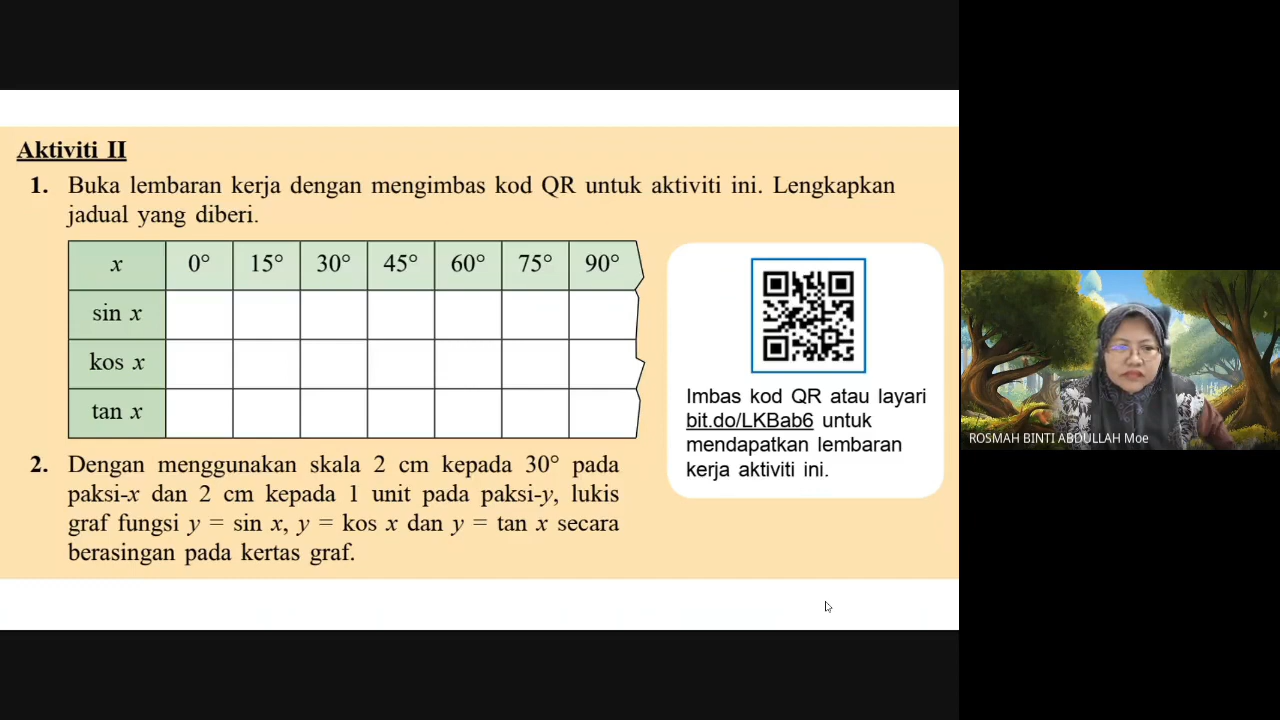 Aktiviti II
1. Buka lembaran kerja dengan mengimbas kod QR untuk aktiviti ini. Lengkapkan
jadual yang diberi.
x 0° 15° 30° 45° 60° 75° 90°
sin x
kos x
tan x
Imbas kod QR atau layari
bit.do/LKBab6 untuk
mendapatkan lembaran
kerja aktiviti ini.
2. Dengan menggunakan skala 2 cm kepada 30° pada
paksi-x dan 2 cm kepada 1 unit pada paksi-y, lukis
graf fungsi y = sin x, y = kos x dan y = tan x secara
berasingan pada kertas graf.
ROSMAH BINTI ABDULLAH Moe